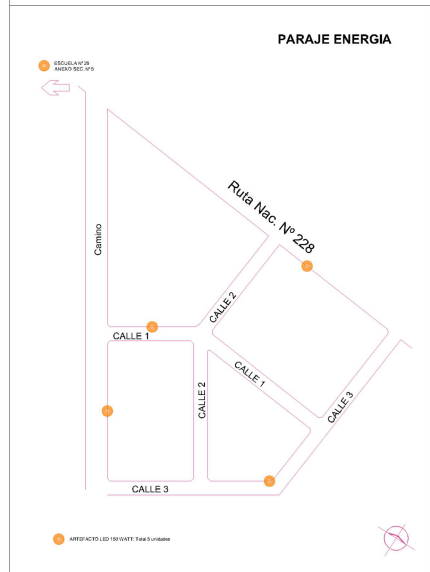 PARAJE ENERGIA
ESCUELA Nº 28
ANEXO SEC. Nº 5
Ruta Nac. Nº 228
Camino
CALLE 2
CALLE 1
CALLE 1
CALLE 2
CALLE 3
CALLE 3
ARTEFACTO LED 150 WATT: Total 5 unidades